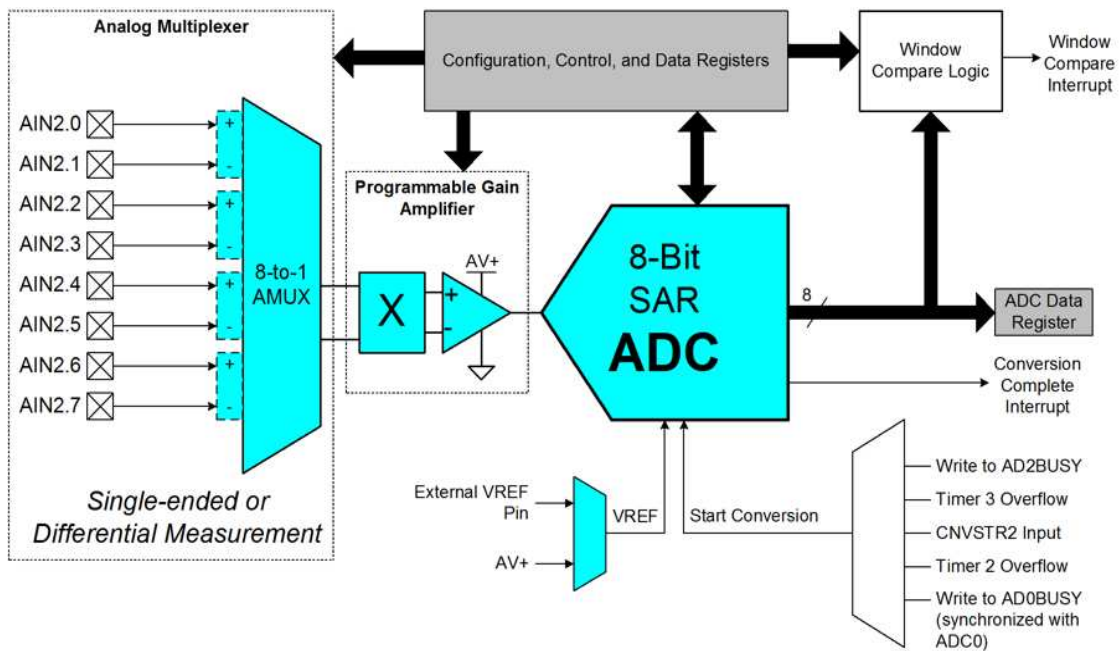 Analog Multiplexer
AIN2.0
AIN2.1
AIN2.2
AIN2.3
AIN2.4
AIN2.5
AIN2.6
AIN2.7
+
-
+
-
+
-
+
-
8-to-1
AMUX
Single-ended or
Differential Measurement
Configuration, Control, and Data Registers
Window
Compare Logic
Window
Compare
Interrupt
Programmable Gain
Amplifier
X
AV+
+
-
8-Bit
SAR
ADC
8
ADC Data
Register
Conversion
Complete
Interrupt
External VREF
Pin
AV+
VREF
Start Conversion
Write to AD2BUSY
Timer 3 Overflow
CNVSTR2 Input
Timer 2 Overflow
Write to AD0BUSY
(synchronized with
ADC0)